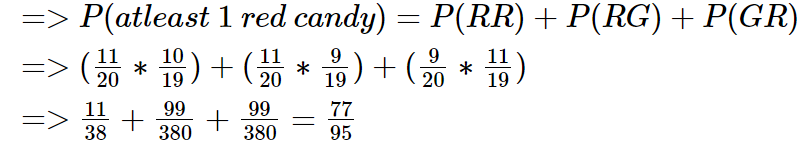 => P(atleast 1 red candy) = P(RR) + P(RG) + P(GR)
=> (11/20 * 10/19) + (11/20 * 9/19) + (9/20 * 11/19)
=> 11/38 + 99/380 + 99/380 = 77/95